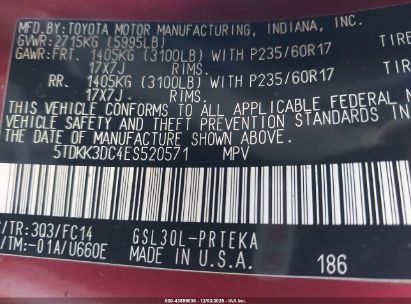 MFD.BY:TOYOTA MOTOR MANUFACTURING, INDIANA, INC.
GVWR: 2715KG (5995LB)
GAWR:FRT. 1405KG (3100LB) WITH P235/60R17 TIRE
17X7J RIMS.
RR. 1405KG (3100LB) WITH P235/60R17 TIRE
17X7J RIMS.
THIS VEHICLE CONFORMS TO ALL APPLICABLE FEDERAL
VEHICLE SAFETY AND THEFT PREVENTION STANDARDS IN
THE DATE OF MANUFACTURE SHOWN ABOVE.
5TDKK3DC4ES520571 MPV
/TR:3Q3/FC14 GSL30L-PRTEKA
/TM:-01A/U660E MADE IN U.S.A. 186